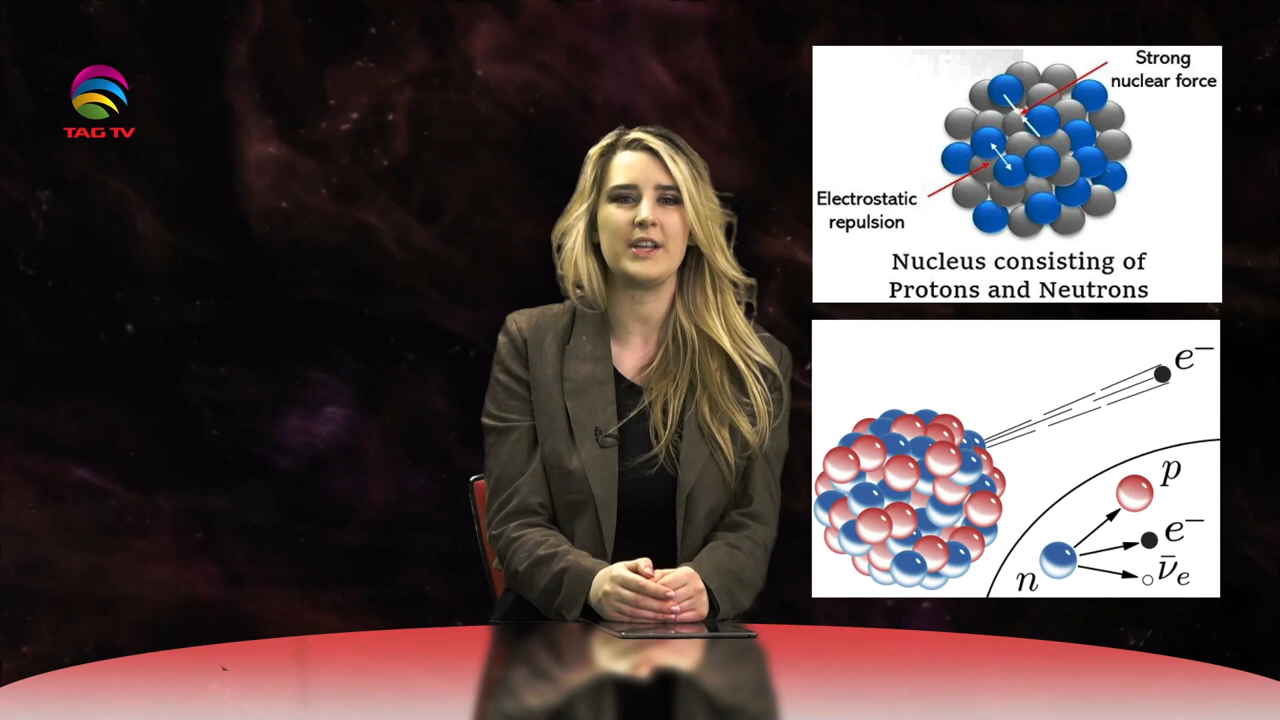 TAG TV
Strong
nuclear force
Electrostatic
repulsion
Nucleus consisting of
Protons and Neutrons
e⁻
p
e⁻
n
ν̄ₑ